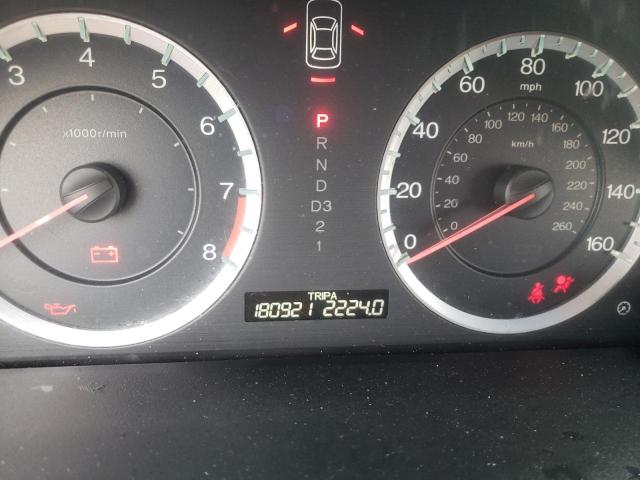 3 4 5 6 7 8
x1000r/min
P
R
N
D
D3
2
1
0 20 40 60 80 100 120 140 160
mph
0 20 40 60 80 100 120 140 160 180 200 220 240 260
km/h
TRIP A
180921 2224.0